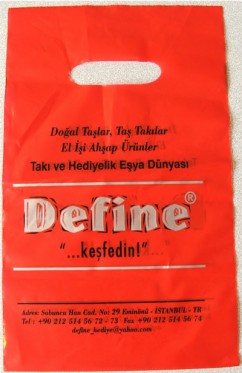 Doğal Taşlar, Taş Takılar
El İşi Ahşap Ürünler
Takı ve Hediyelik Eşya Dünyası
Define®
"...keşfedin!"
Adres: Sabuncu Han Cad. No: 29 Eminönü - İSTANBUL - TR
Tel : +90 212 514 56 72 - 73 Fax +90 212 514 56 74
define_hediye@yahoo.com